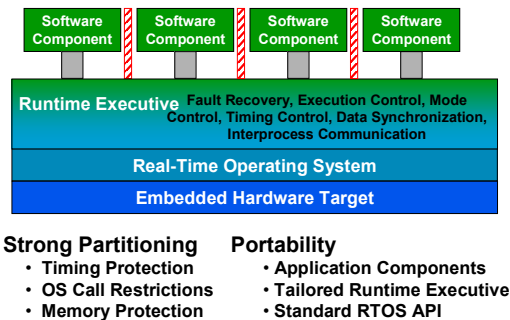 Software Component
Software Component
Software Component
Software Component
Runtime Executive
Fault Recovery, Execution Control, Mode
Control, Timing Control, Data Synchronization,
Interprocess Communication
Real-Time Operating System
Embedded Hardware Target
Strong Partitioning
• Timing Protection
• OS Call Restrictions
• Memory Protection
Portability
• Application Components
• Tailored Runtime Executive
• Standard RTOS API